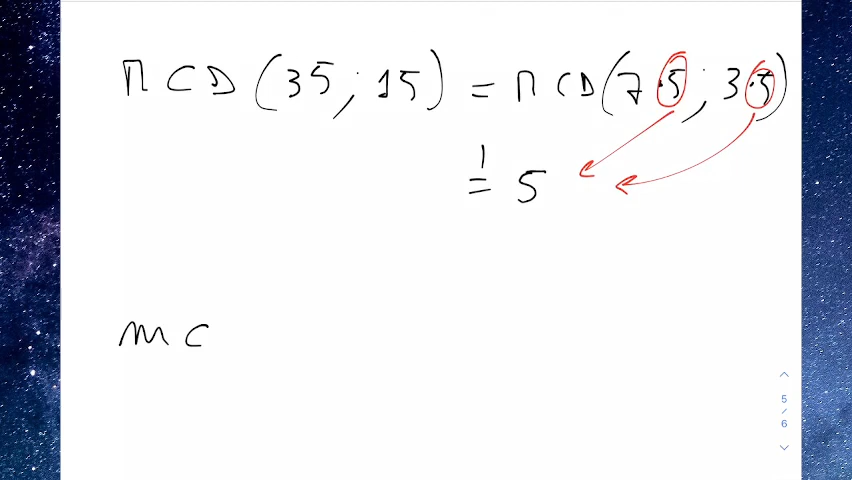 MCD(35; 15) = MCD(7·5; 3·5)
= 5
mc
5
/
6